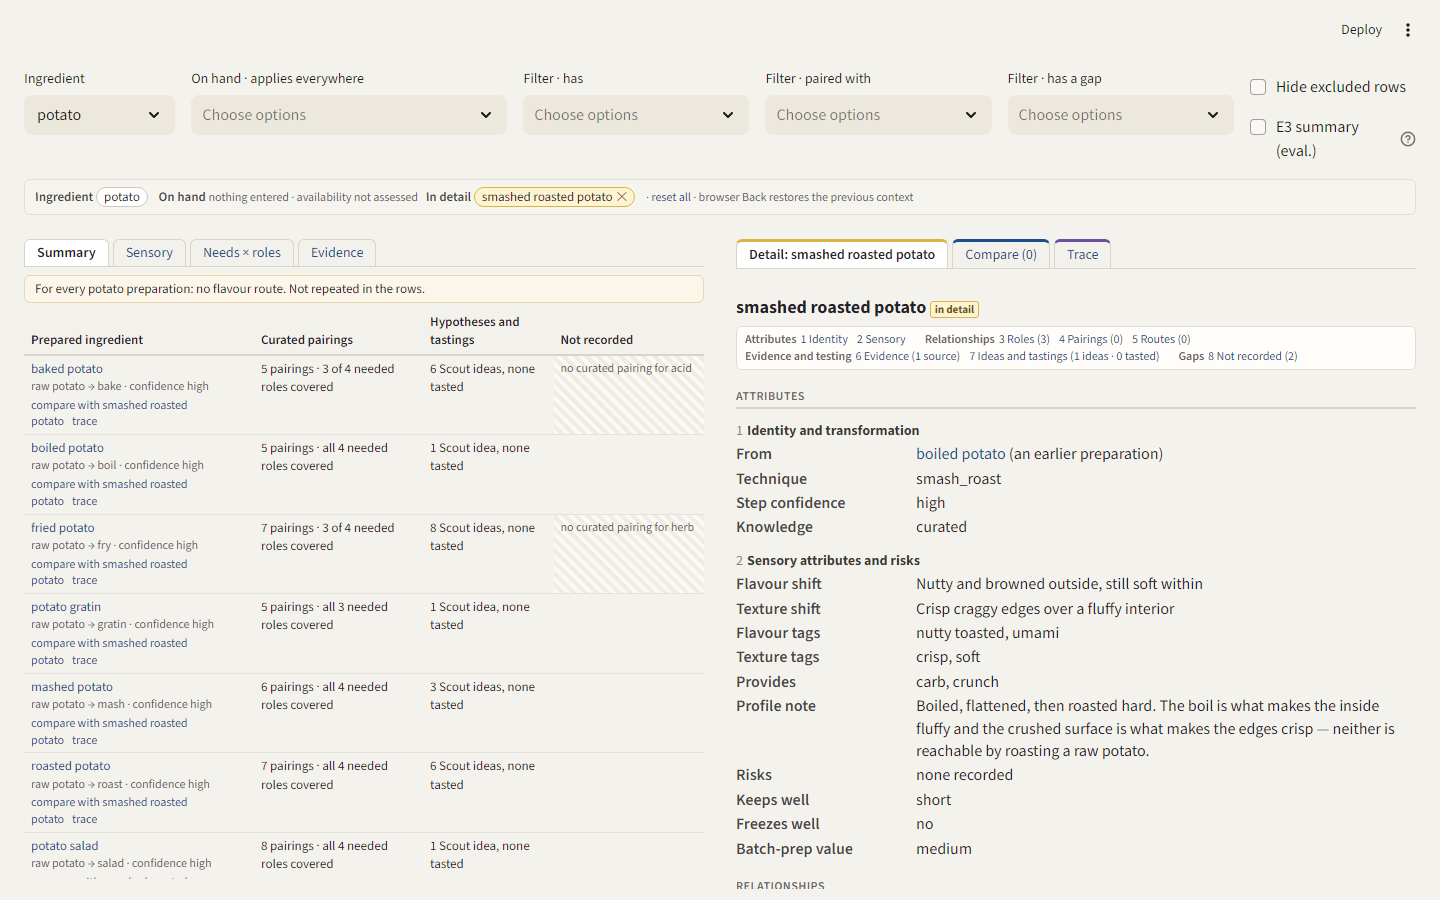 Deploy
Ingredient
On hand · applies everywhere
Filter · has
Filter · paired with
Filter · has a gap
potato
Choose options
Choose options
Choose options
Choose options
Hide excluded rows
E3 summary
(eval.)
Ingredient potato On hand nothing entered · availability not assessed In detail smashed roasted potato · reset all · browser Back restores the previous context
Summary
Sensory
Needs × roles
Evidence
For every potato preparation: no flavour route. Not repeated in the rows.
Prepared ingredient
Curated pairings
Hypotheses and
tastings
Not recorded
baked potato
raw potato → bake · confidence high
compare with smashed roasted
potato trace
5 pairings · 3 of 4 needed
roles covered
6 Scout ideas, none
tasted
no curated pairing for acid
boiled potato
raw potato → boil · confidence high
compare with smashed roasted
potato trace
5 pairings · all 4 needed
roles covered
1 Scout idea, none
tasted
fried potato
raw potato → fry · confidence high
compare with smashed roasted
potato trace
7 pairings · 3 of 4 needed
roles covered
8 Scout ideas, none
tasted
no curated pairing for herb
potato gratin
raw potato → gratin · confidence high
compare with smashed roasted
potato trace
5 pairings · all 3 needed
roles covered
1 Scout idea, none
tasted
mashed potato
raw potato → mash · confidence high
compare with smashed roasted
potato trace
6 pairings · all 4 needed
roles covered
3 Scout ideas, none
tasted
roasted potato
raw potato → roast · confidence high
compare with smashed roasted
potato trace
7 pairings · all 4 needed
roles covered
6 Scout ideas, none
tasted
potato salad
raw potato → salad · confidence high
8 pairings · all 4 needed
roles covered
1 Scout idea, none
tasted
Detail: smashed roasted potato
Compare (0)
Trace
smashed roasted potato in detail
Attributes 1 Identity 2 Sensory Relationships 3 Roles (3) 4 Pairings (0) 5 Routes (0)
Evidence and testing 6 Evidence (1 source) 7 Ideas and tastings (1 ideas · 0 tasted) Gaps 8 Not recorded (2)
ATTRIBUTES
1 Identity and transformation
From boiled potato (an earlier preparation)
Technique smash_roast
Step confidence high
Knowledge curated
2 Sensory attributes and risks
Flavour shift Nutty and browned outside, still soft within
Texture shift Crisp craggy edges over a fluffy interior
Flavour tags nutty toasted, umami
Texture tags crisp, soft
Provides carb, crunch
Profile note Boiled, flattened, then roasted hard. The boil is what makes the inside
fluffy and the crushed surface is what makes the edges crisp — neither is
reachable by roasting a raw potato.
Risks none recorded
Keeps well short
Freezes well no
Batch-prep value medium
RELATIONSHIPS